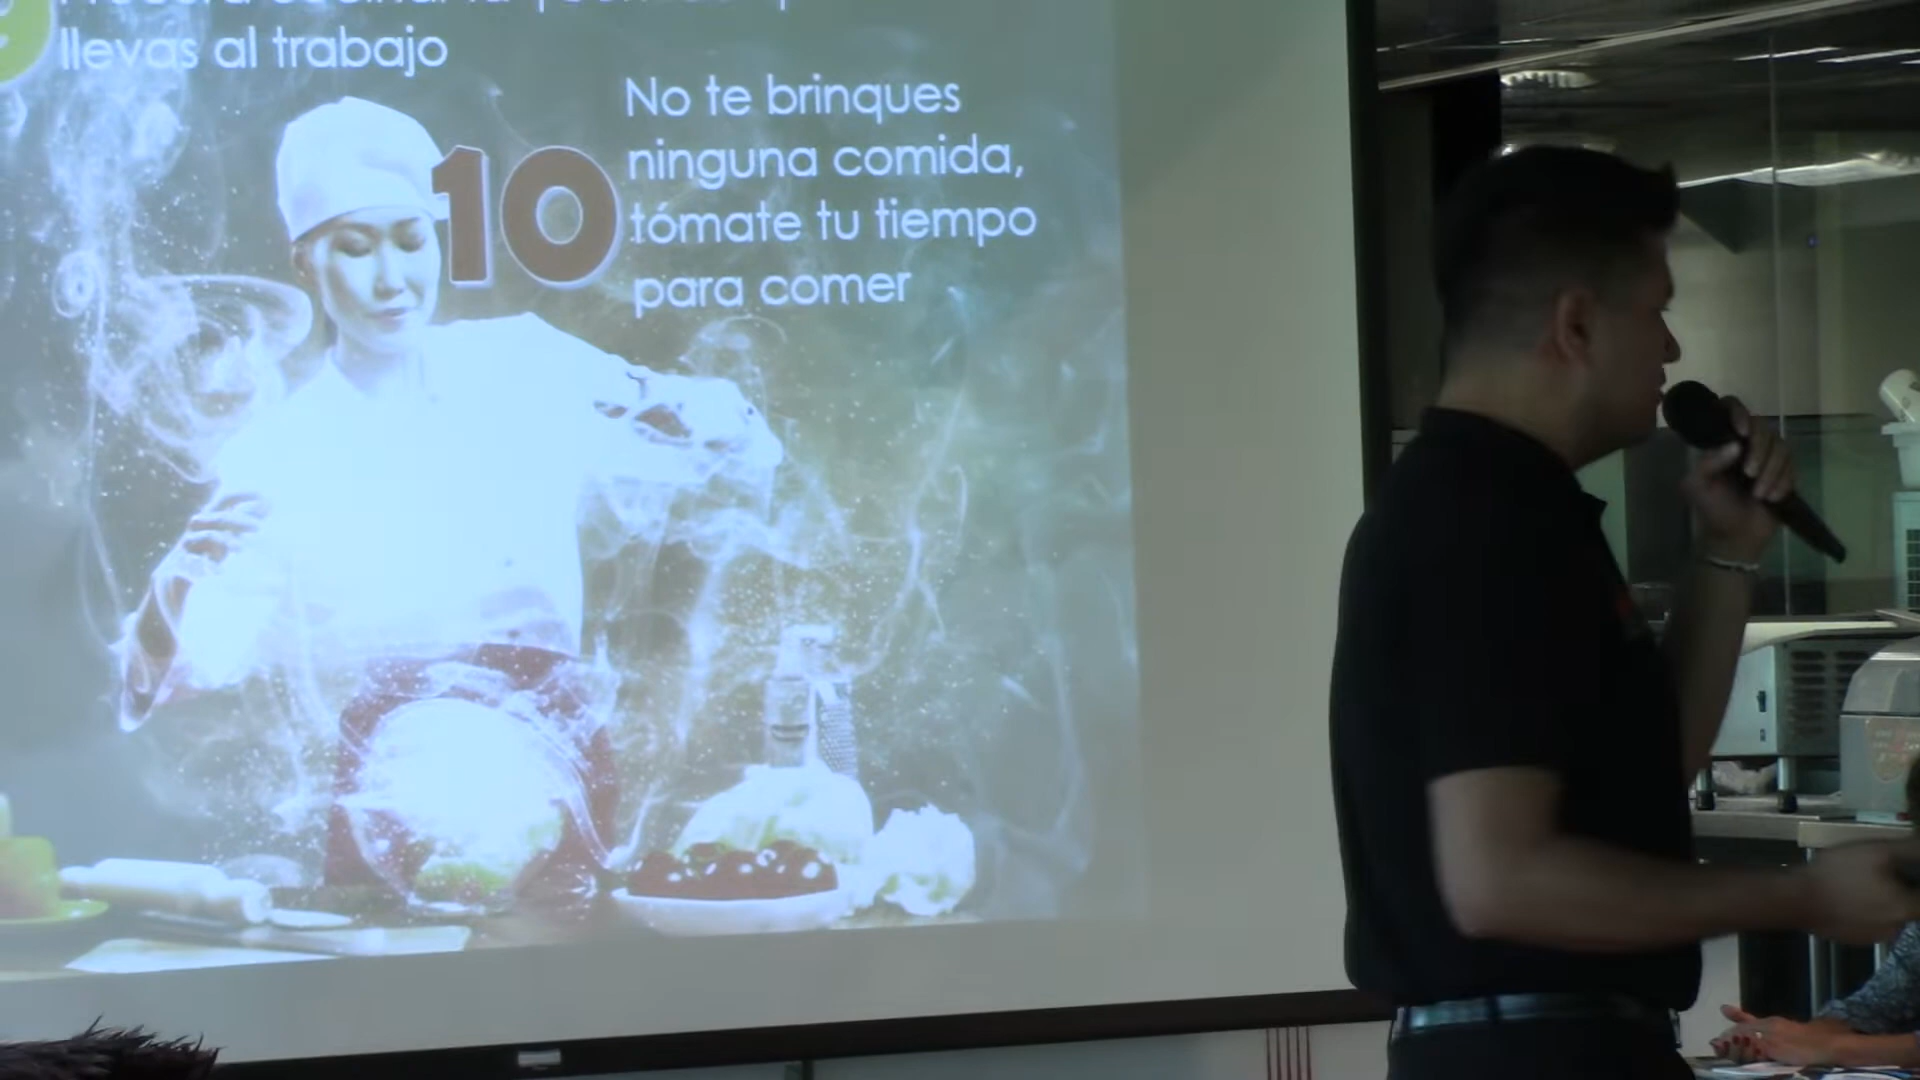 llevas al trabajo
10
No te brinques
ninguna comida,
tómate tu tiempo
para comer